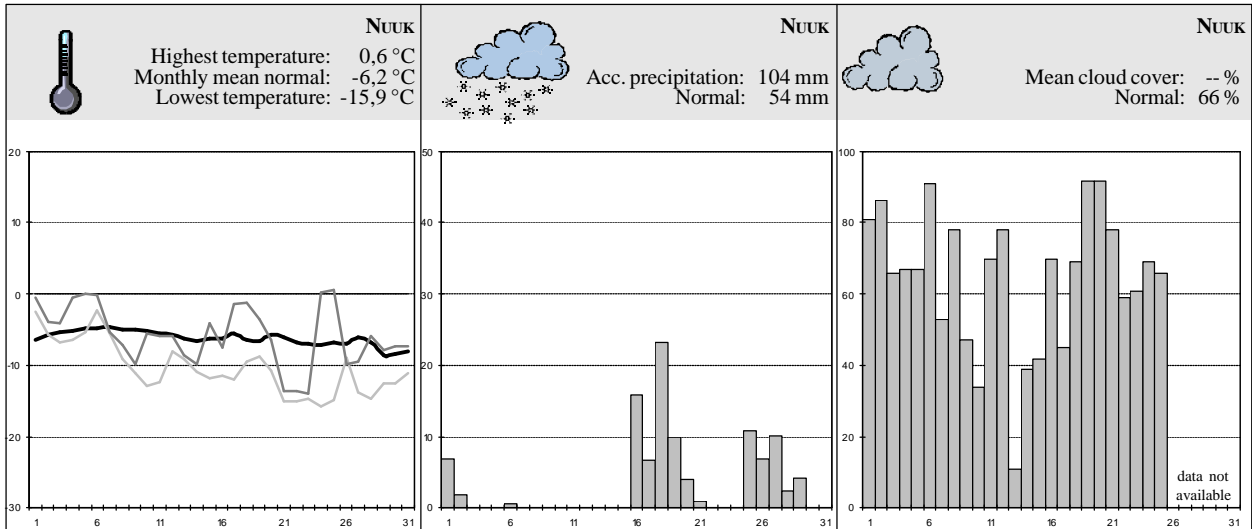 NUUK
Highest temperature: 0,6 °C
Monthly mean normal: -6,2 °C
Lowest temperature: -15,9 °C
20
10
0
-10
-20
-30
1 6 11 16 21 26 31
NUUK
Acc. precipitation: 104 mm
Normal: 54 mm
50
40
30
20
10
0
1 6 11 16 21 26 31
NUUK
Mean cloud cover: -- %
Normal: 66 %
100
80
60
40
20
0
data not
available
1 6 11 16 21 26 31